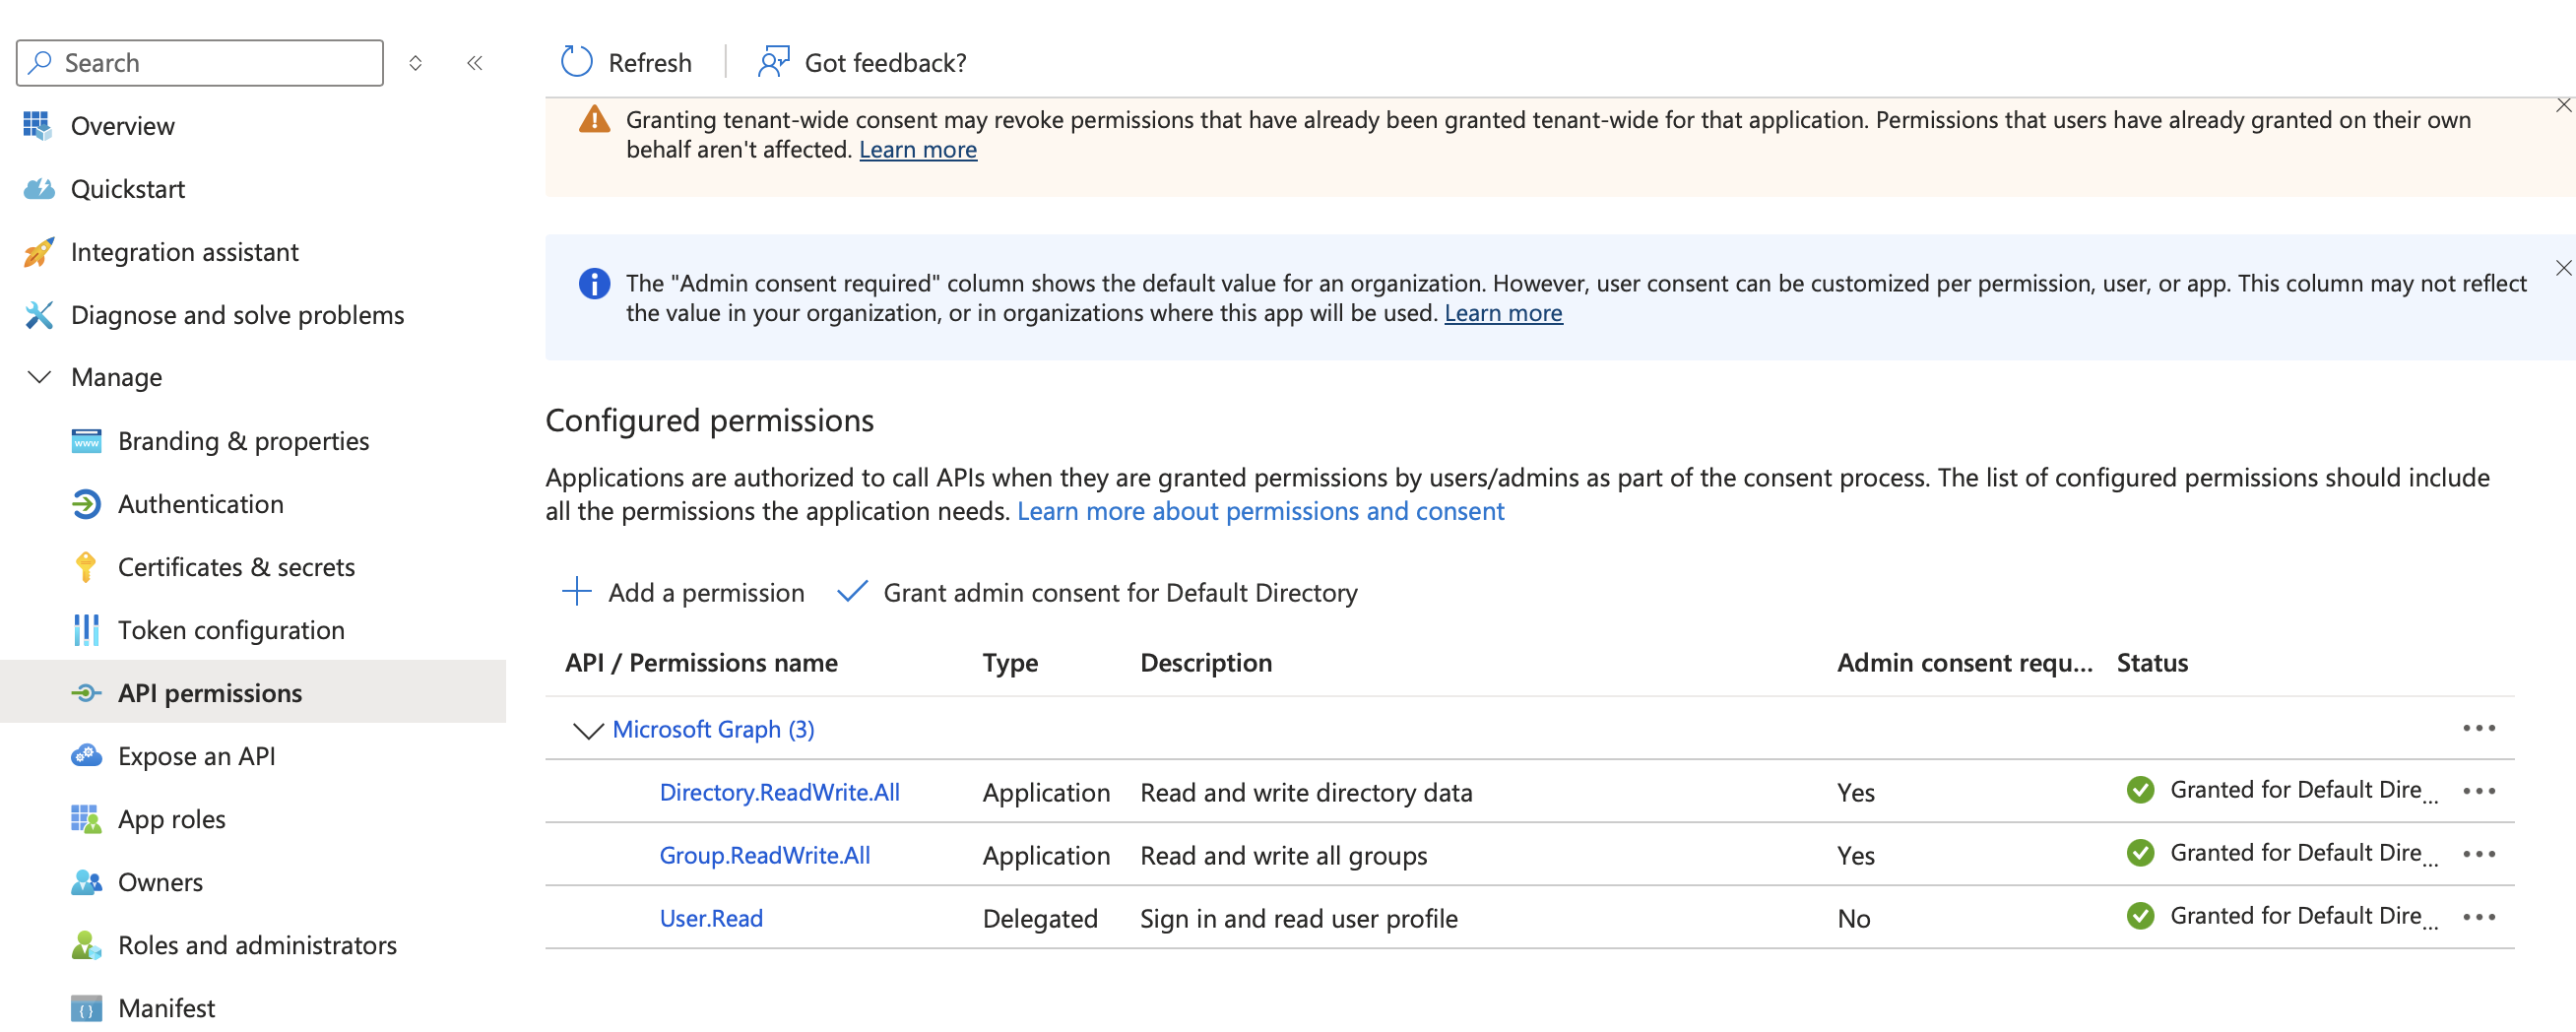 Search
Overview
Quickstart
Integration assistant
Diagnose and solve problems
Manage
Branding & properties
Authentication
Certificates & secrets
Token configuration
API permissions
Expose an API
App roles
Owners
Roles and administrators
Manifest
Refresh
Got feedback?
Granting tenant-wide consent may revoke permissions that have already been granted tenant-wide for that application. Permissions that users have already granted on their own
behalf aren't affected. Learn more
The "Admin consent required" column shows the default value for an organization. However, user consent can be customized per permission, user, or app. This column may not reflect
the value in your organization, or in organizations where this app will be used. Learn more
Configured permissions
Applications are authorized to call APIs when they are granted permissions by users/admins as part of the consent process. The list of configured permissions should include
all the permissions the application needs. Learn more about permissions and consent
Add a permission Grant admin consent for Default Directory
API / Permissions name Type Description Admin consent requ... Status
Microsoft Graph (3)
Directory.ReadWrite.All Application Read and write directory data Yes Granted for Default Dire...
Group.ReadWrite.All Application Read and write all groups Yes Granted for Default Dire...
User.Read Delegated Sign in and read user profile No Granted for Default Dire...